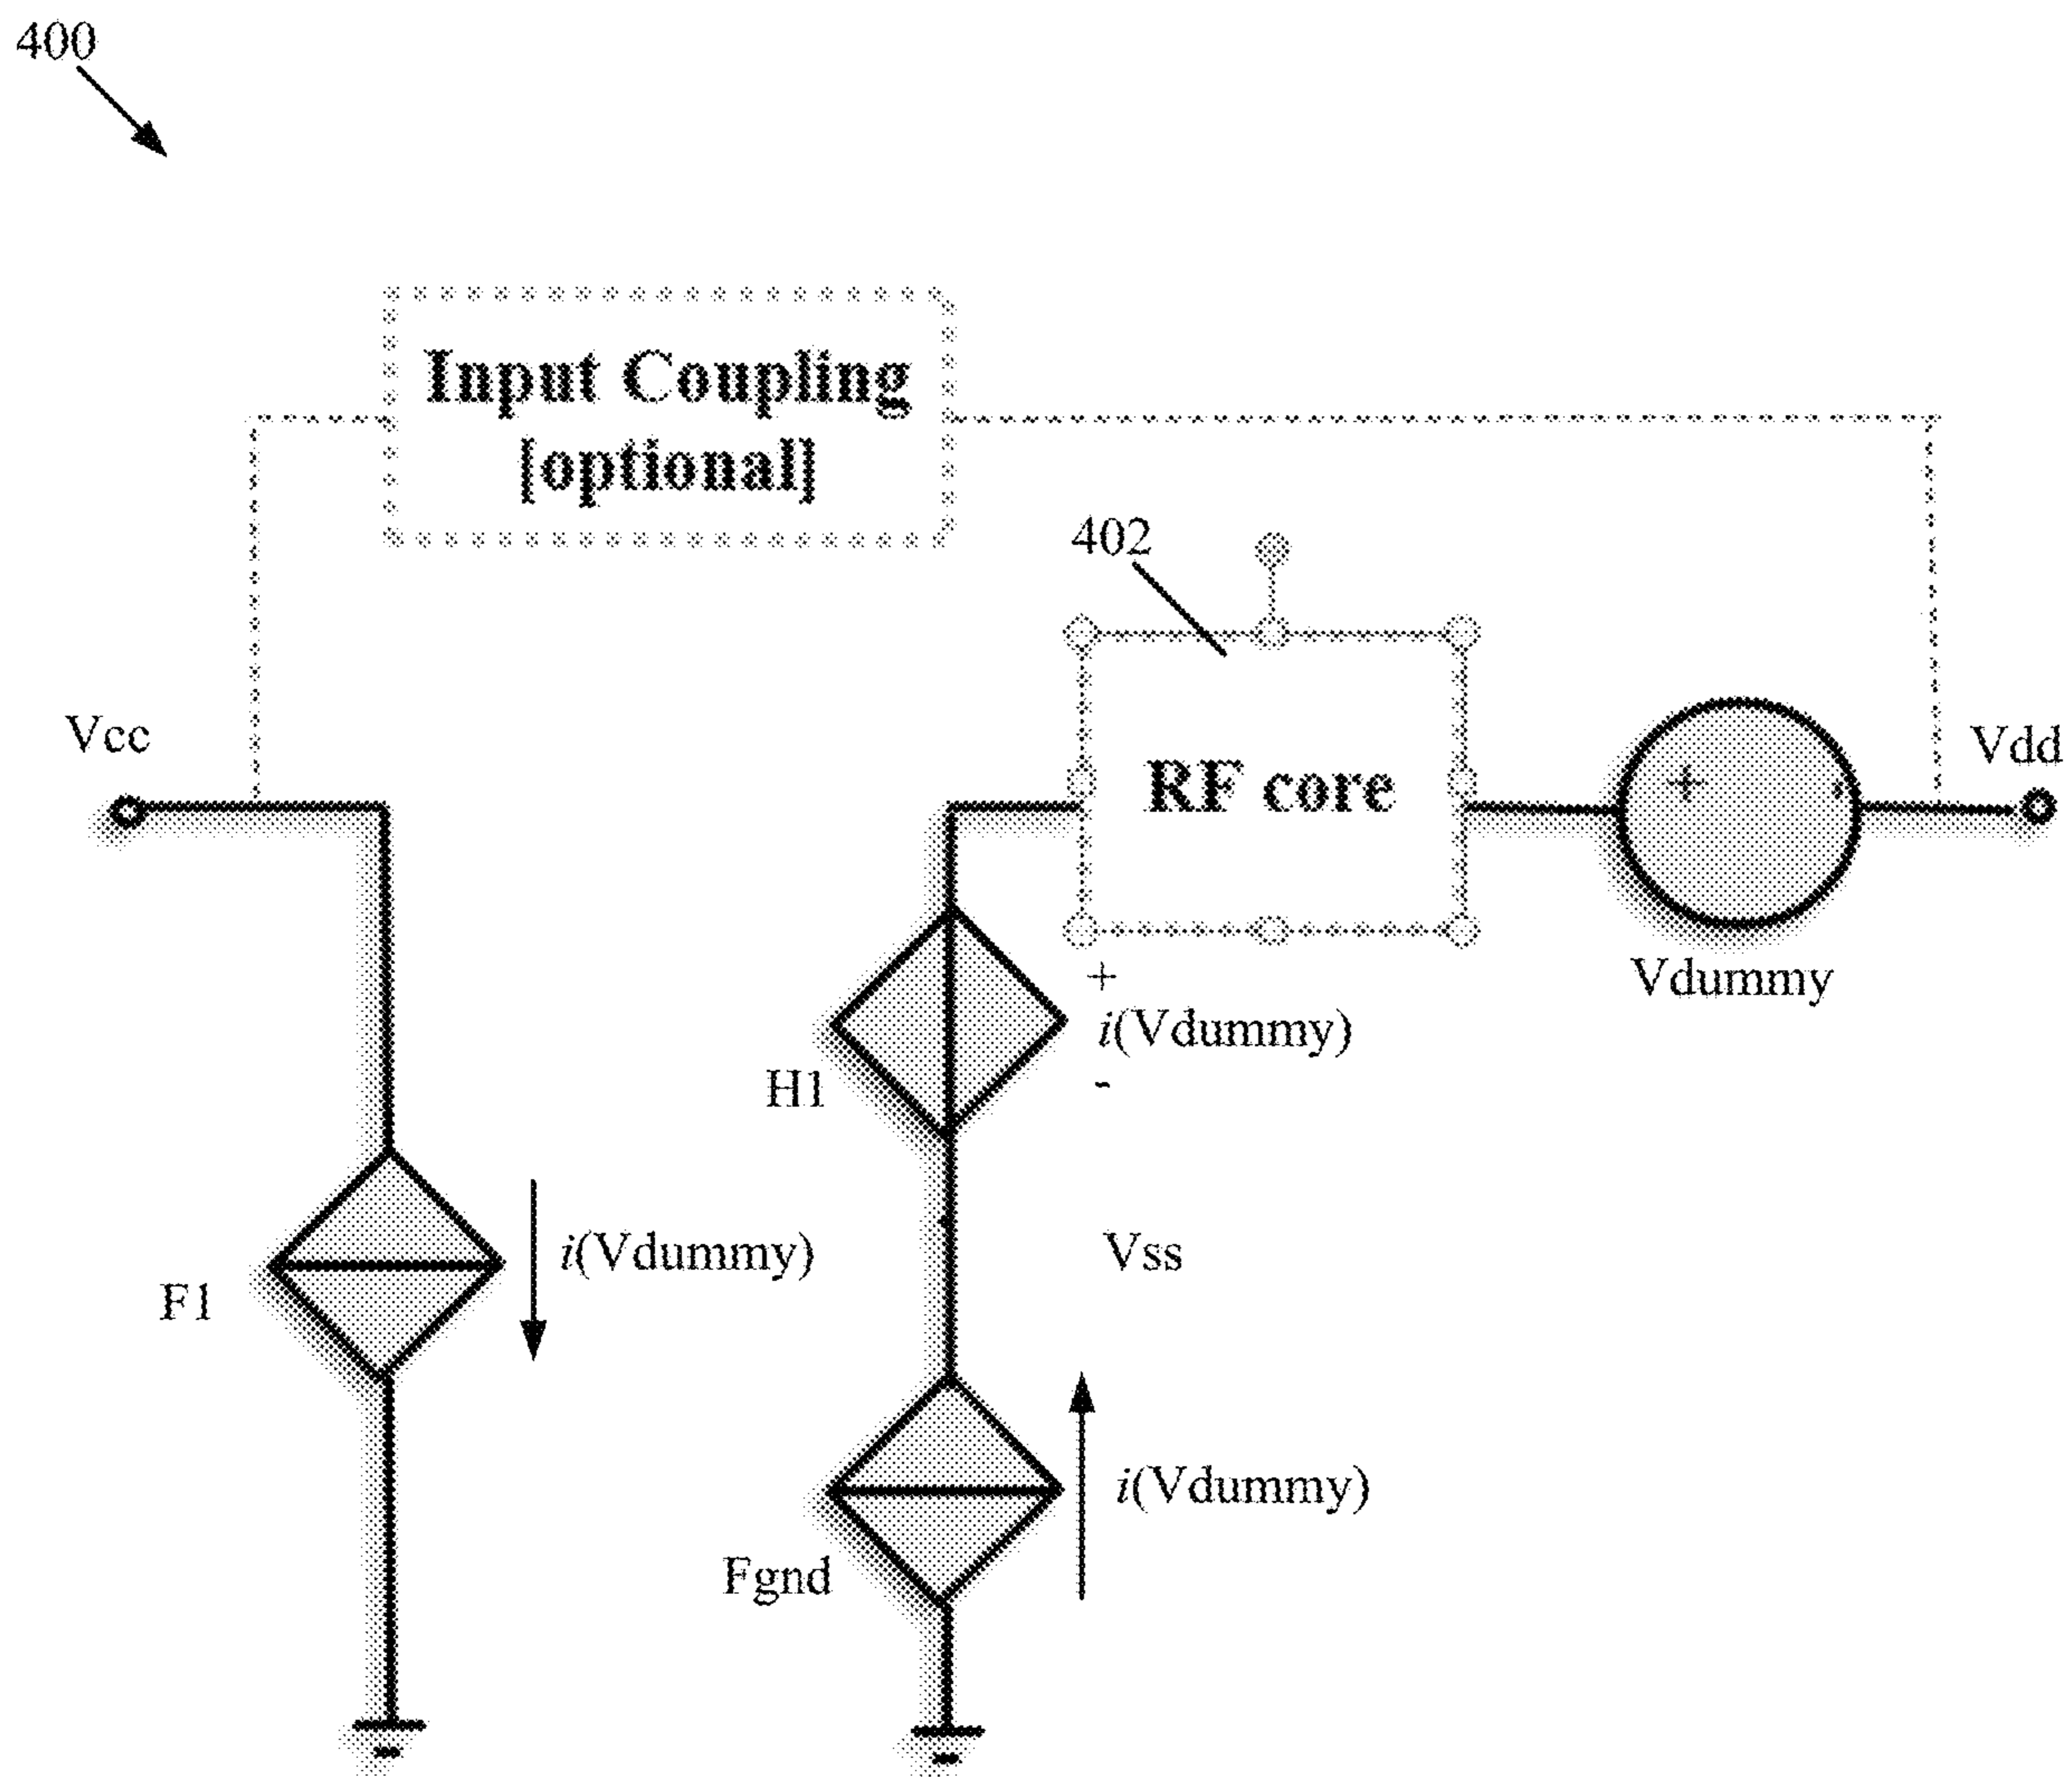 400
Input Coupling
[optional]
402
Vcc
RF core
+
-
Vdd
Vdummy
+
i(Vdummy)
-
H1
i(Vdummy)
Vss
F1
i(Vdummy)
Fgnd